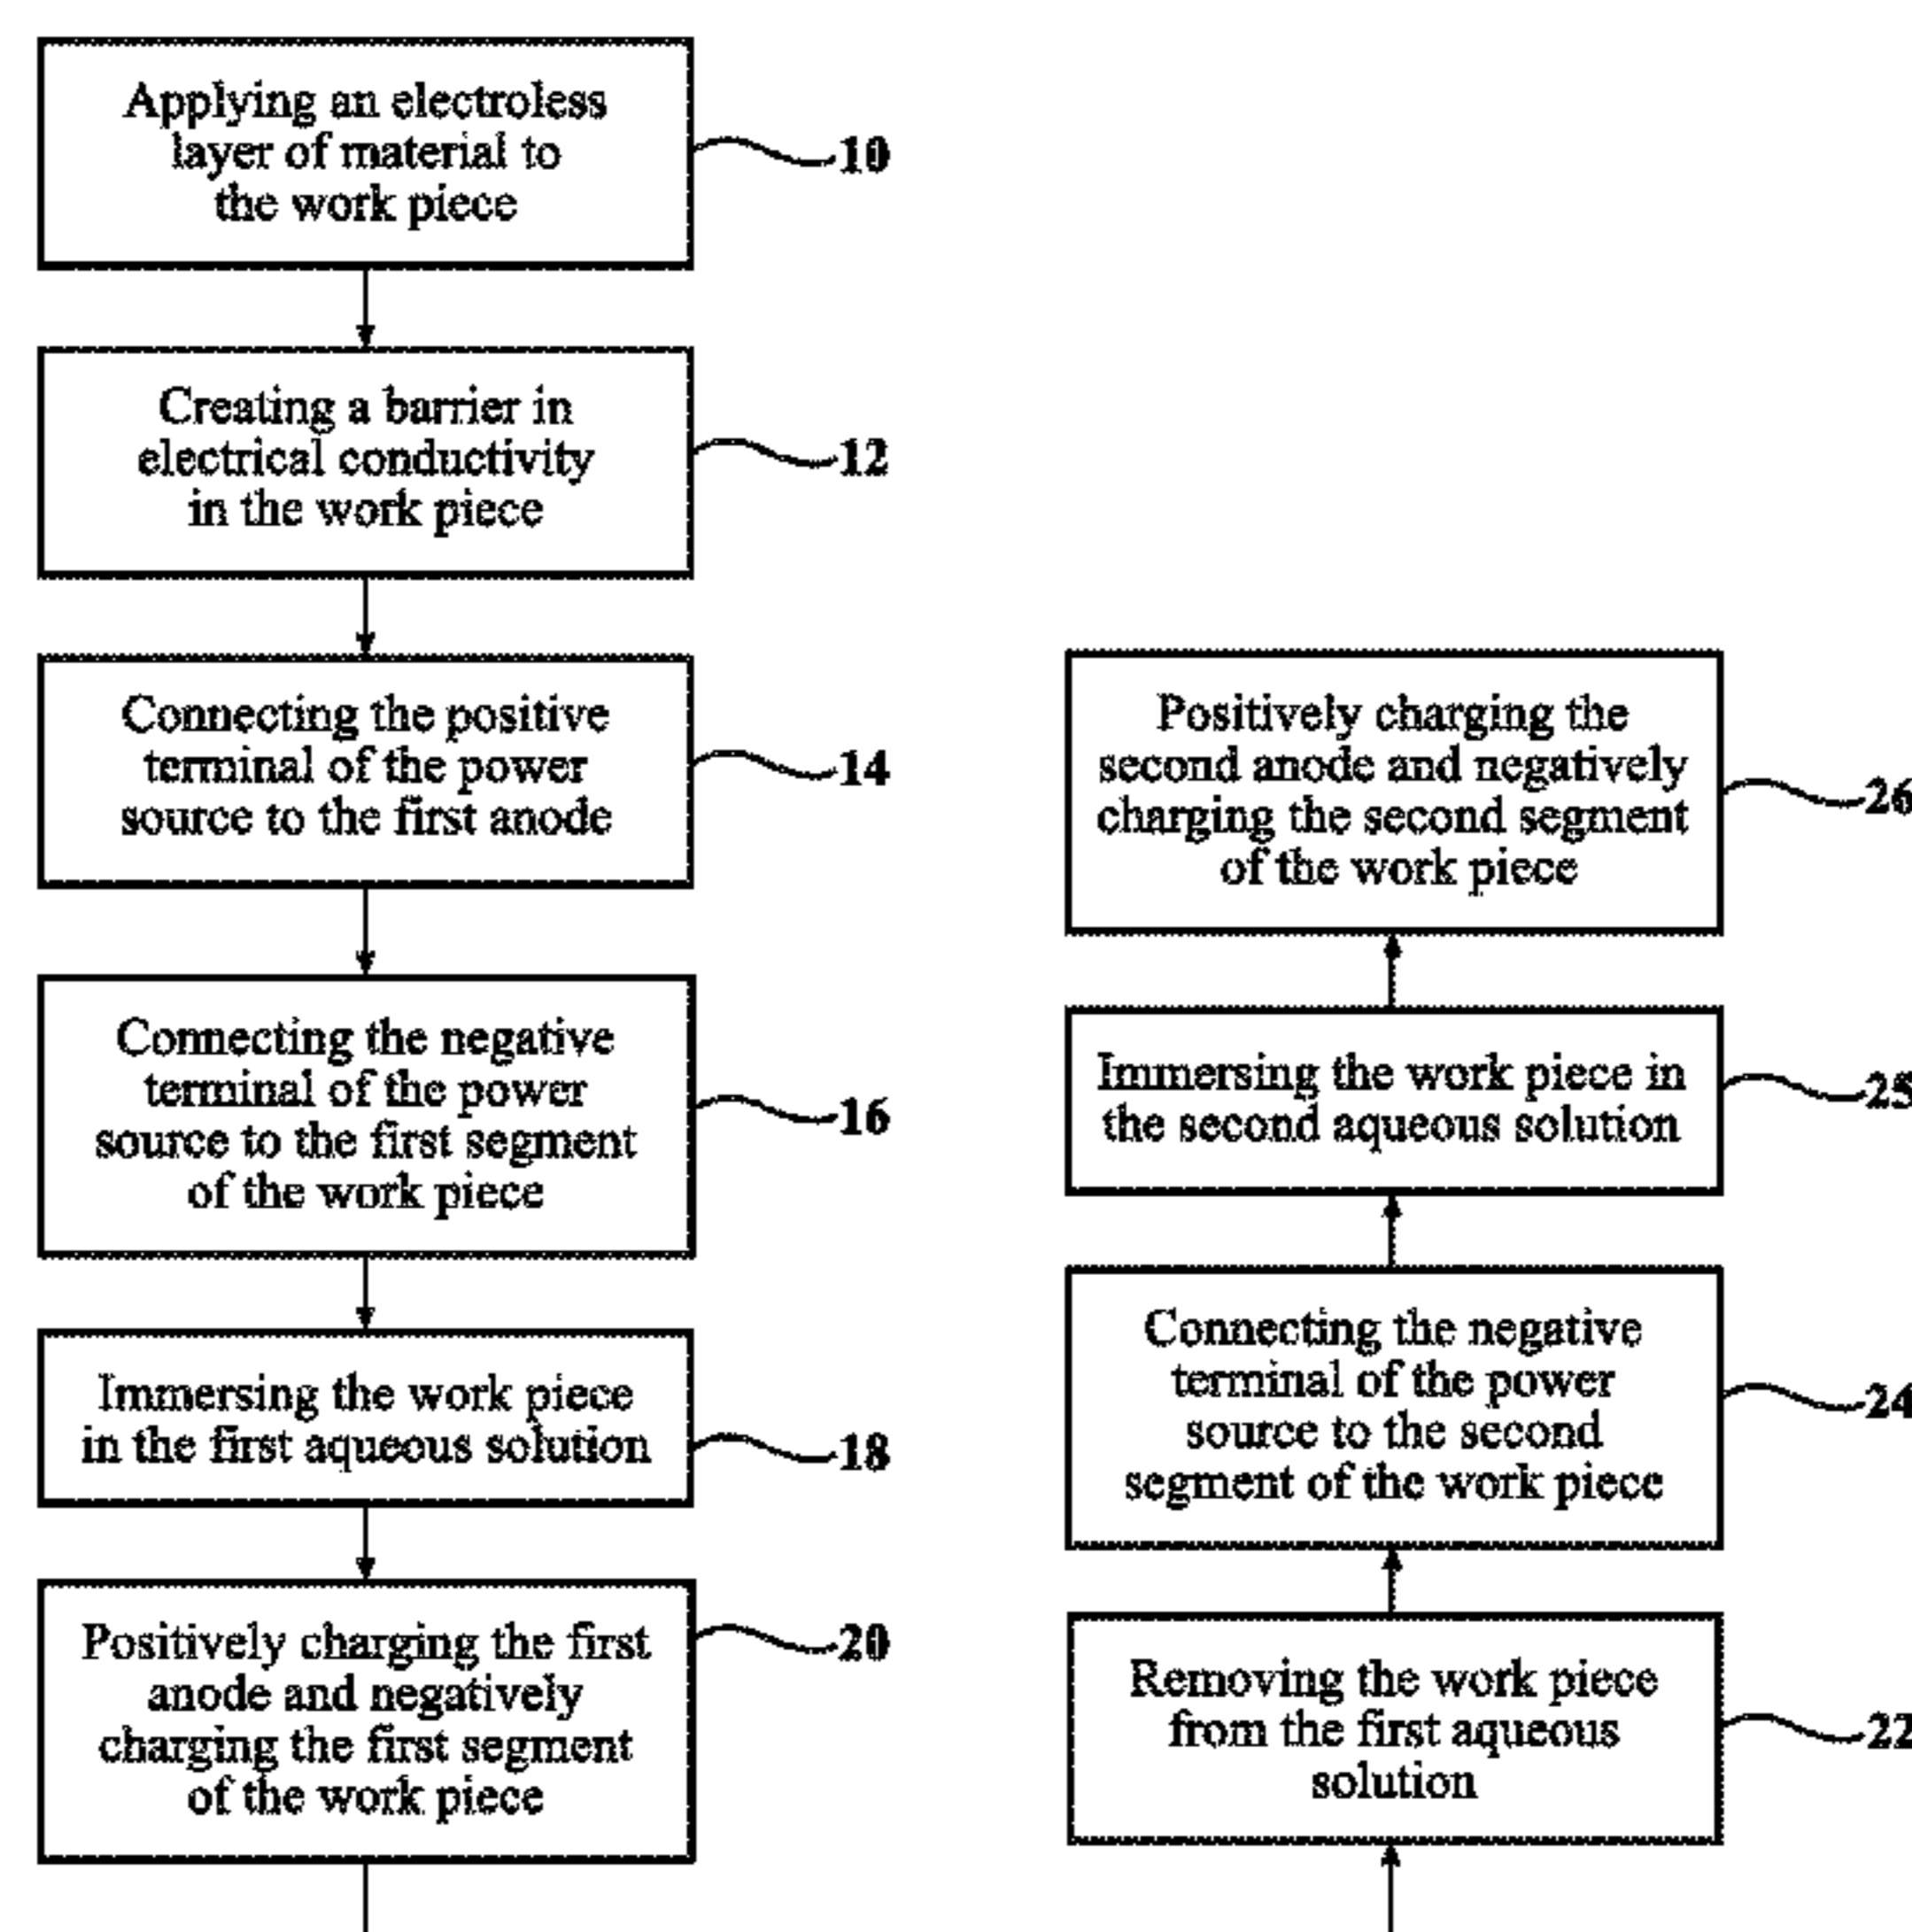 Applying an electroless
layer of material to
the work piece
10
Creating a barrier in
electrical conductivity
in the work piece
12
Connecting the positive
terminal of the power
source to the first anode
14
Connecting the negative
terminal of the power
source to the first segment
of the work piece
16
Immersing the work piece
in the first aqueous solution
18
Positively charging the first
anode and negatively
charging the first segment
of the work piece
20
Positively charging the
second anode and negatively
charging the second segment
of the work piece
26
Immersing the work piece in
the second aqueous solution
25
Connecting the negative
terminal of the power
source to the second
segment of the work piece
24
Removing the work piece
from the first aqueous
solution
22